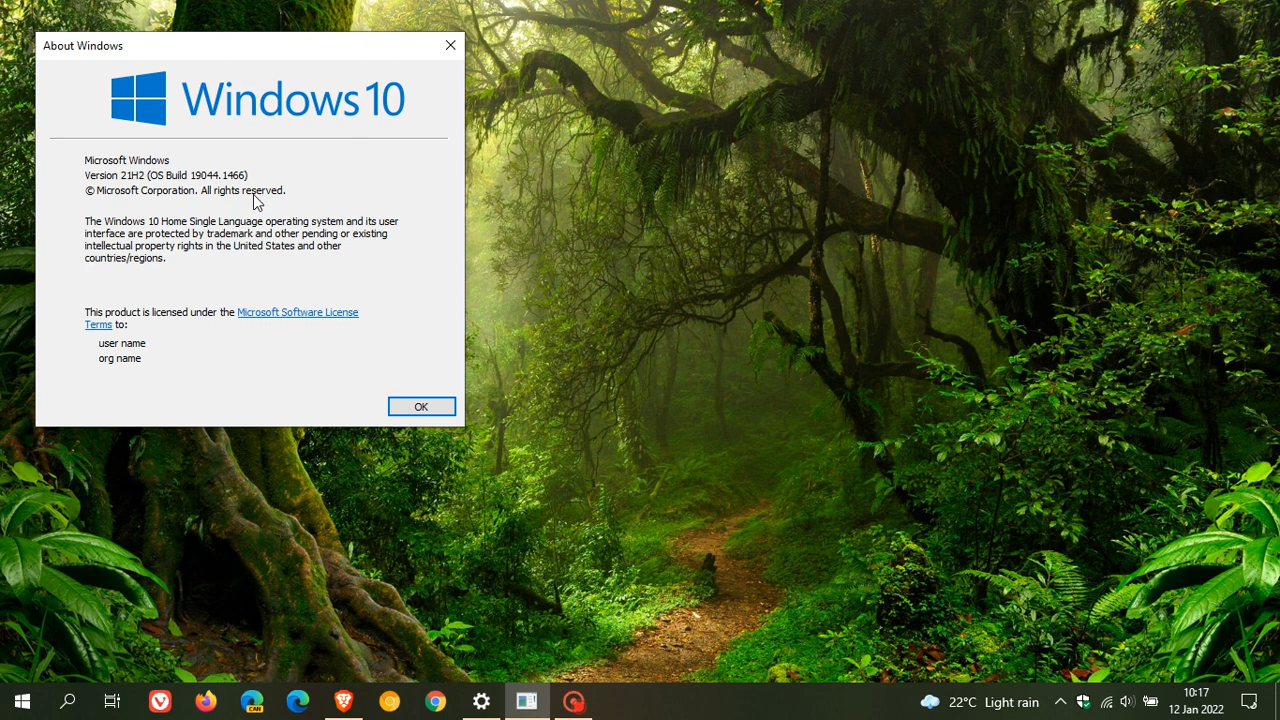 About Windows
Windows 10
Microsoft Windows
Version 21H2 (OS Build 19044.1466)
© Microsoft Corporation. All rights reserved.
The Windows 10 Home Single Language operating system and its user
interface are protected by trademark and other pending or existing
intellectual property rights in the United States and other
countries/regions.
This product is licensed under the Microsoft Software License
Terms to:
user name
org name
OK
CAN
22°C Light rain
10:17
12 Jan 2022